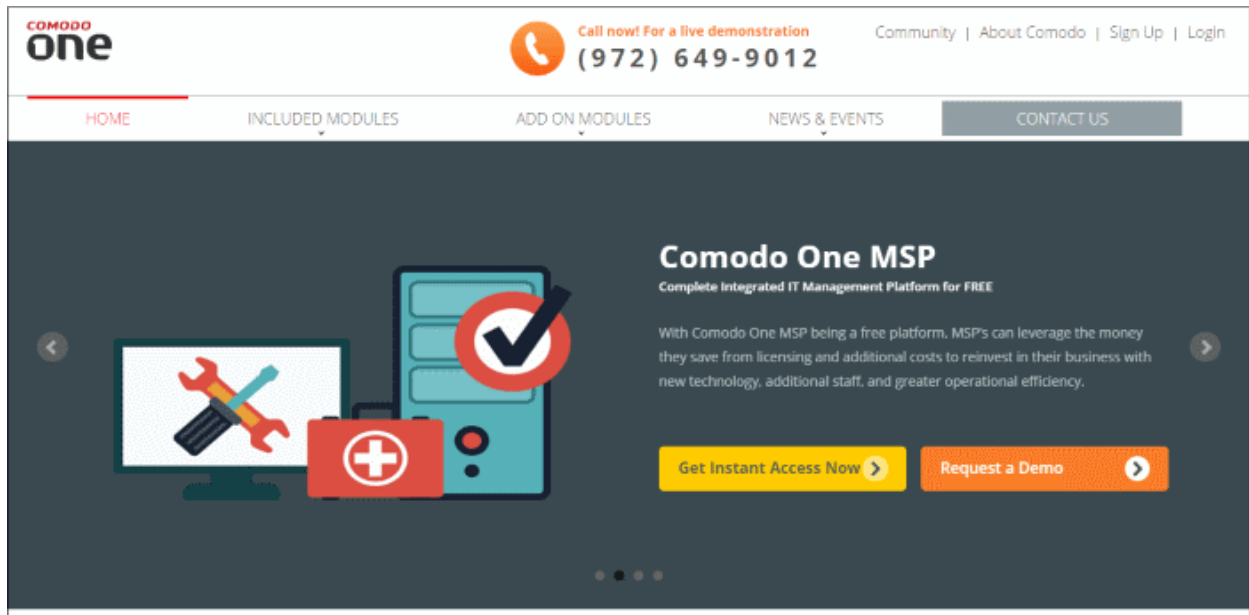 COMODO
one
Call now! For a live demonstration
(972) 649-9012
Community | About Comodo | Sign Up | Login
HOME
INCLUDED MODULES
ADD ON MODULES
NEWS & EVENTS
CONTACT US
Comodo One MSP
Complete Integrated IT Management Platform for FREE
With Comodo One MSP being a free platform, MSP's can leverage the money
they save from licensing and additional costs to reinvest in their business with
new technology, additional staff, and greater operational efficiency.
Get Instant Access Now
Request a Demo